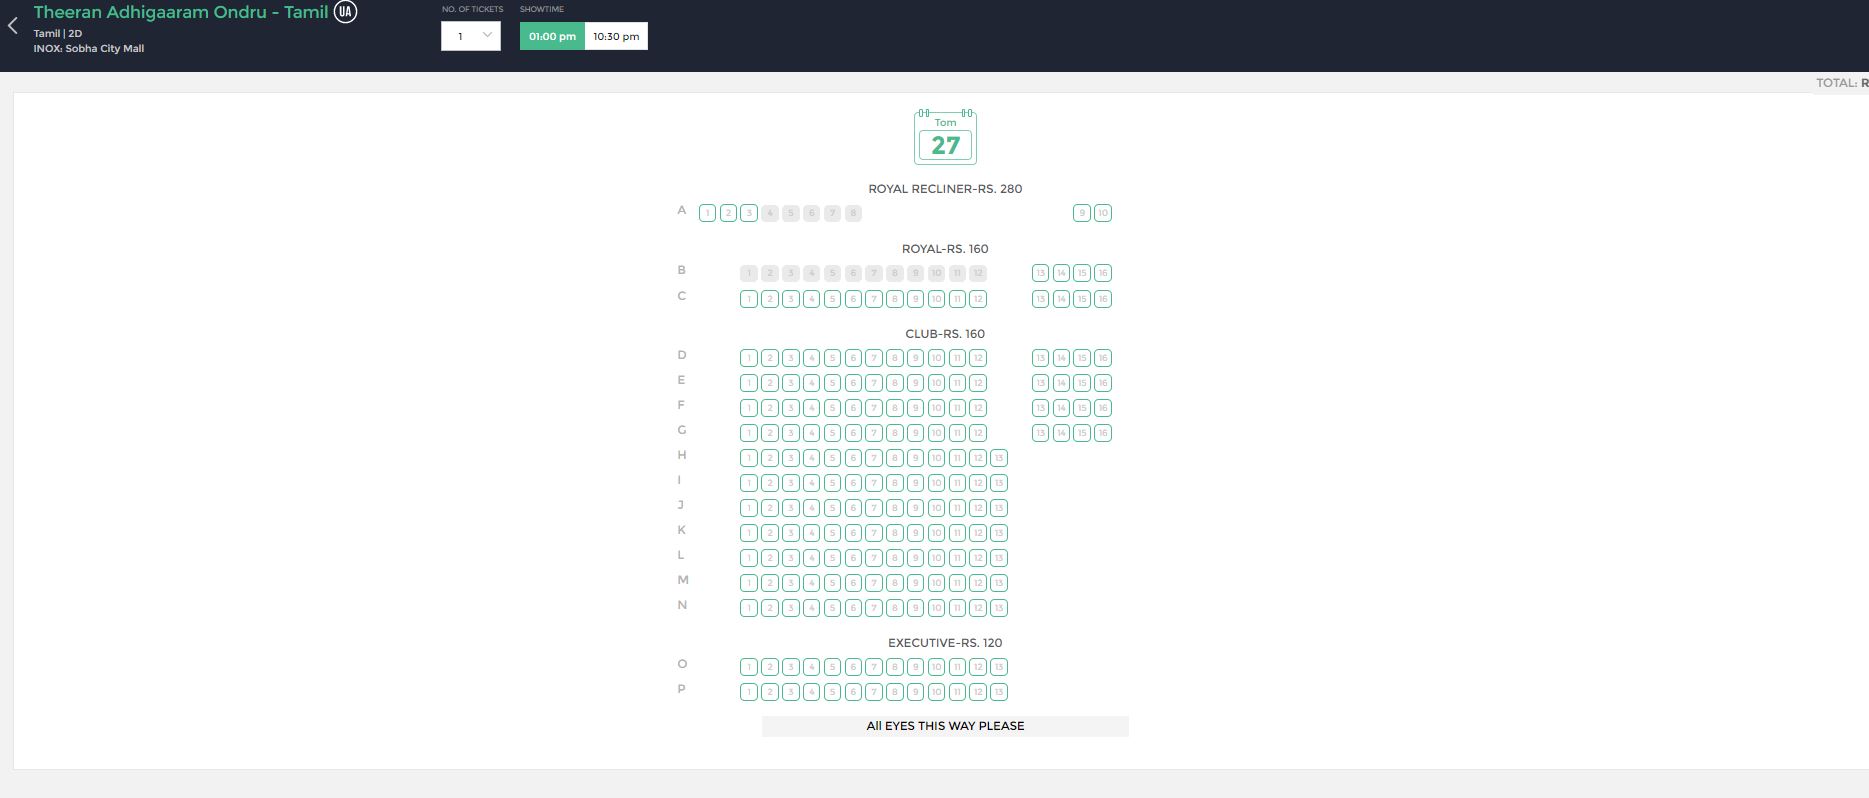 Theeran Adhigaaram Ondru - Tamil UA
Tamil | 2D
INOX: Sobha City Mall
NO. OF TICKETS
1
SHOWTIME
01:00 pm 10:30 pm
TOTAL: R
Tom
27
ROYAL RECLINER-RS. 280
A 1 2 3 4 5 6 7 8 9 10
ROYAL-RS. 160
B 1 2 3 4 5 6 7 8 9 10 11 12 13 14 15 16
C 1 2 3 4 5 6 7 8 9 10 11 12 13 14 15 16
CLUB-RS. 160
D 1 2 3 4 5 6 7 8 9 10 11 12 13 14 15 16
E 1 2 3 4 5 6 7 8 9 10 11 12 13 14 15 16
F 1 2 3 4 5 6 7 8 9 10 11 12 13 14 15 16
G 1 2 3 4 5 6 7 8 9 10 11 12 13 14 15 16
H 1 2 3 4 5 6 7 8 9 10 11 12 13
I 1 2 3 4 5 6 7 8 9 10 11 12 13
J 1 2 3 4 5 6 7 8 9 10 11 12 13
K 1 2 3 4 5 6 7 8 9 10 11 12 13
L 1 2 3 4 5 6 7 8 9 10 11 12 13
M 1 2 3 4 5 6 7 8 9 10 11 12 13
N 1 2 3 4 5 6 7 8 9 10 11 12 13
EXECUTIVE-RS. 120
O 1 2 3 4 5 6 7 8 9 10 11 12 13
P 1 2 3 4 5 6 7 8 9 10 11 12 13
All EYES THIS WAY PLEASE